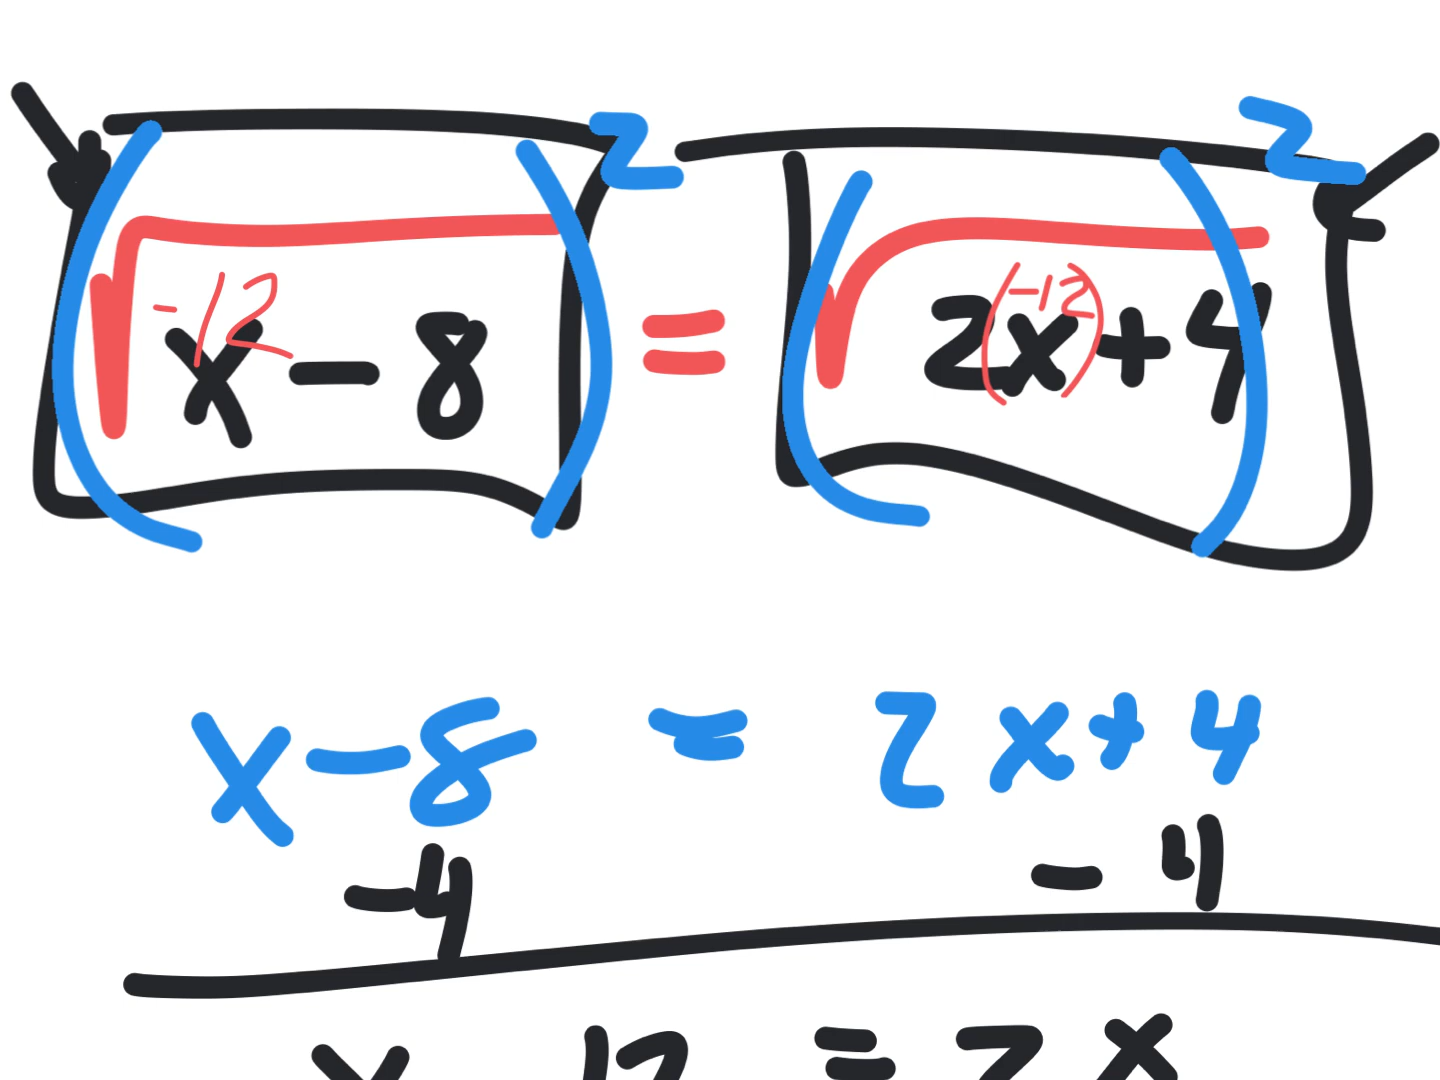 (√x - 8)² = (√2x + 4)²
-12 (-12)
x - 8 = 2x + 4
-4 - 4
x - 12 = 2x